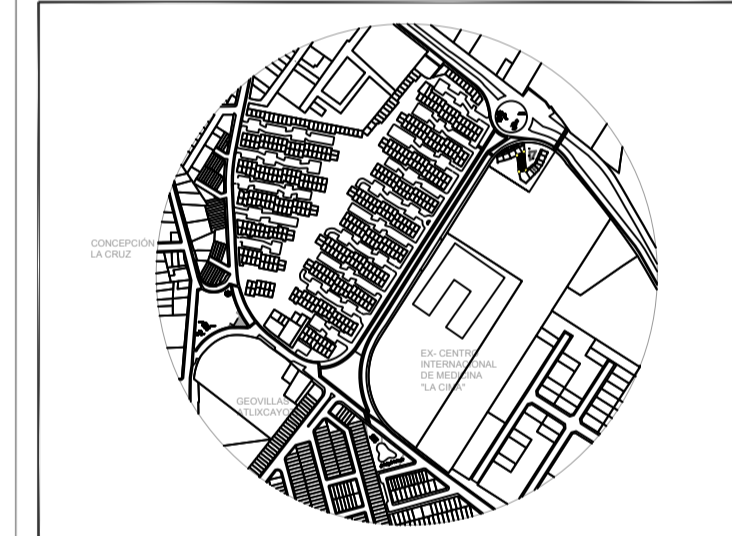 CONCEPCIÓN
LA CRUZ
EX- CENTRO
INTERNACIONAL
DE MEDICINA
"LA CIMA"
GEOVILLAS
ATLIXCAYOTL